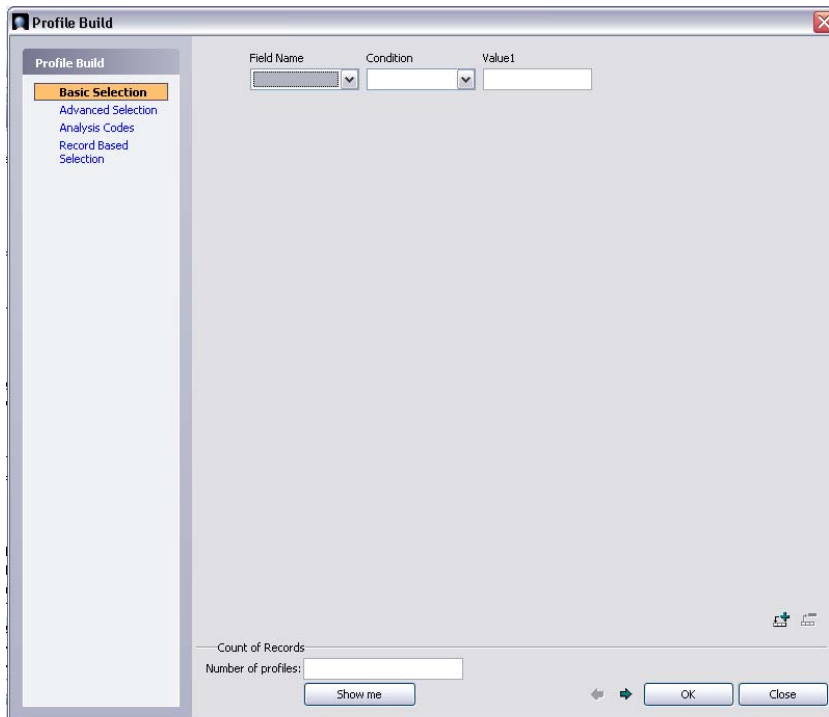 Profile Build
Profile Build
Basic Selection
Advanced Selection
Analysis Codes
Record Based
Selection
Field Name Condition Value1
Count of Records
Number of profiles:
Show me OK Close